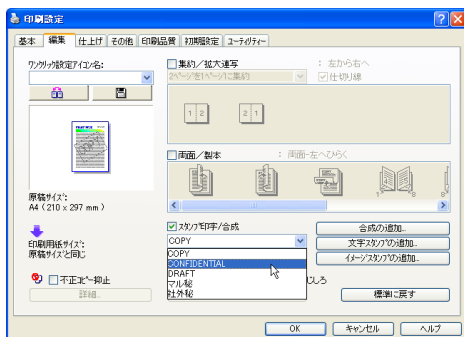 印刷設定
基本 編集 仕上げ その他 印刷品質 初期設定 ユーティリティー
ワンクリック設定アイコン名:
原稿サイズ:
A4 ( 210 x 297 mm )
印刷用紙サイズ:
原稿サイズと同じ
不正コピー抑止
詳細...
集約/拡大連写 : 左から右へ
2ページを1ページに集約 仕切り線
1 2 2 1
両面/製本 : 両面-左へひらく
スタンプ印字/合成
COPY
COPY
CONFIDENTIAL
DRAFT
マル秘
社外秘
合成の追加...
文字スタンプの追加...
イメージスタンプの追加...
標準に戻す
OK キャンセル ヘルプ